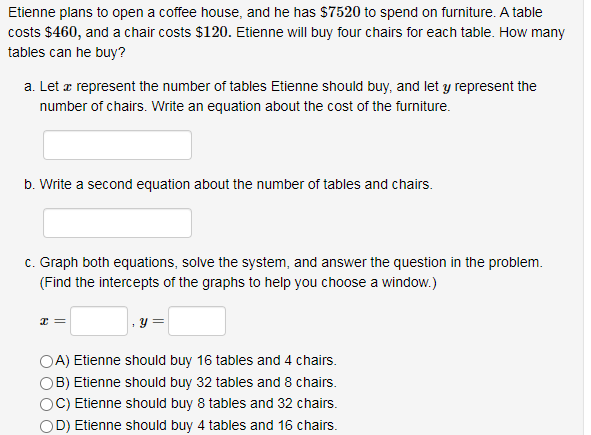 Etienne plans to open a coffee house, and he has $7520 to spend on furniture. A table
costs $460, and a chair costs $120. Etienne will buy four chairs for each table. How many
tables can he buy?
a. Let x represent the number of tables Etienne should buy, and let y represent the
number of chairs. Write an equation about the cost of the furniture.
b. Write a second equation about the number of tables and chairs.
c. Graph both equations, solve the system, and answer the question in the problem.
(Find the intercepts of the graphs to help you choose a window.)
x = , y =
A) Etienne should buy 16 tables and 4 chairs.
B) Etienne should buy 32 tables and 8 chairs.
C) Etienne should buy 8 tables and 32 chairs.
D) Etienne should buy 4 tables and 16 chairs.